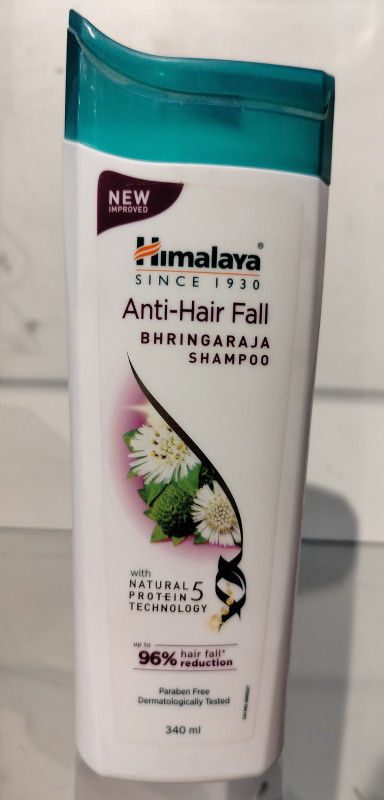 NEW
IMPROVED
Himalaya®
SINCE 1930
Anti-Hair Fall
BHRINGARAJA
SHAMPOO
with
NATURAL 5
PROTEIN
TECHNOLOGY
up to
96% hair fall*
reduction
Paraben Free
Dermatologically Tested
340 ml